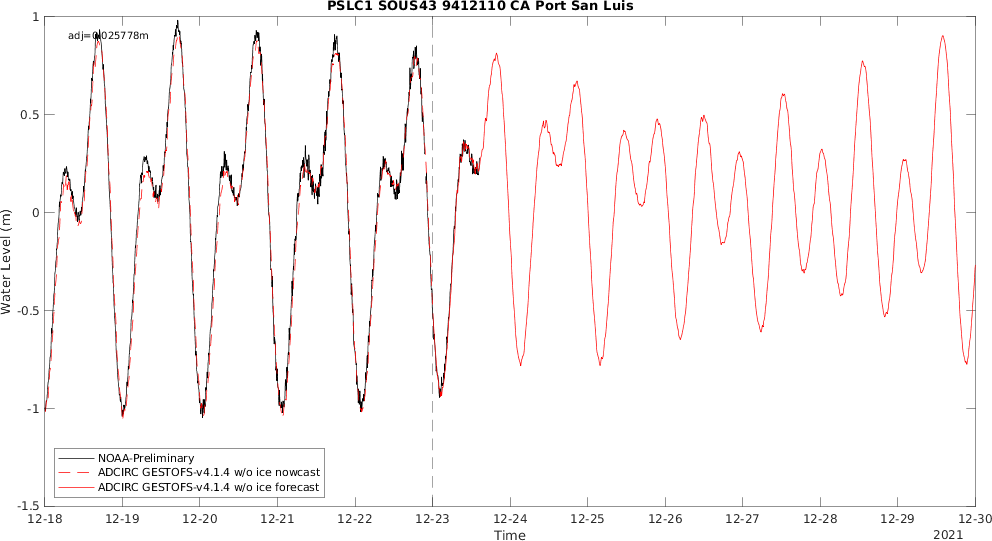 PSLC1 SOUS43 9412110 CA Port San Luis
adj=0.025778m
1
0.5
0
-0.5
-1
-1.5
Water Level (m)
NOAA-Preliminary
ADCIRC GESTOFS-v4.1.4 w/o ice nowcast
ADCIRC GESTOFS-v4.1.4 w/o ice forecast
12-18 12-19 12-20 12-21 12-22 12-23 12-24 12-25 12-26 12-27 12-28 12-29 12-30
Time
2021